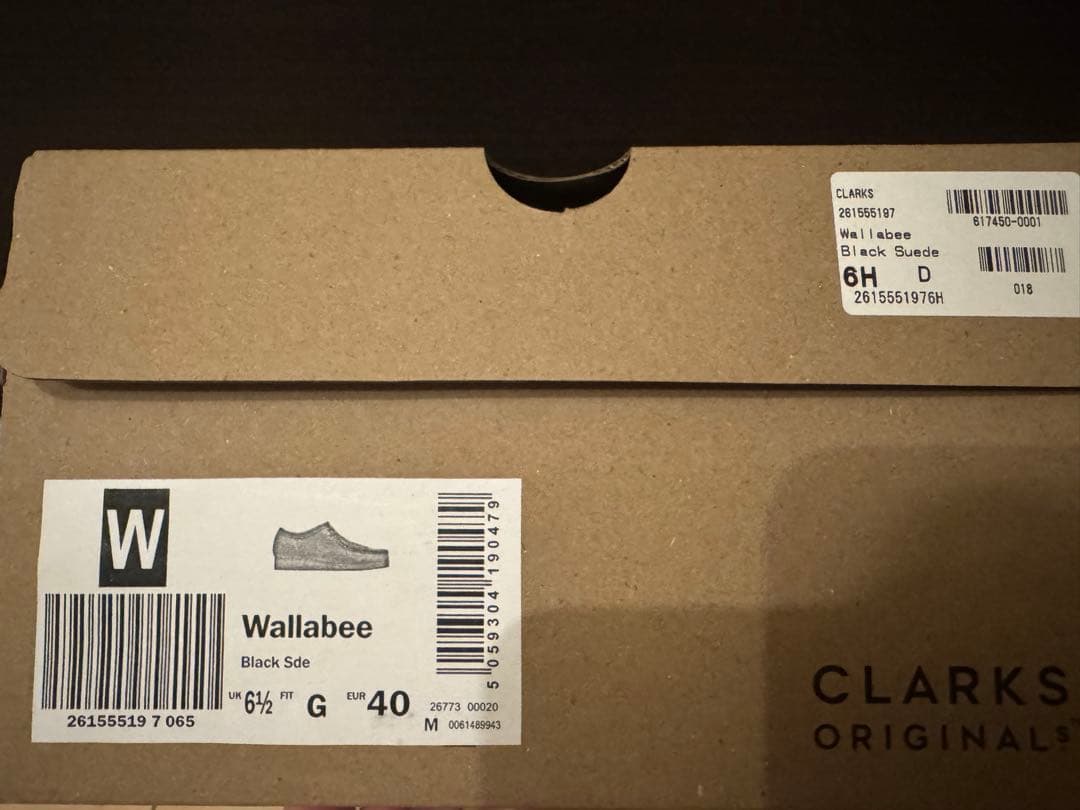 CLARKS
261555197
Wallabee
Black Suede
6H D
2615551976H
617450-0001
018
W
26155519 7 065
Wallabee
Black Sde
UK 6½ FIT G EUR 40
5 059304 190479
26773 00020
M 0061489943
CLARKS
ORIGINALS